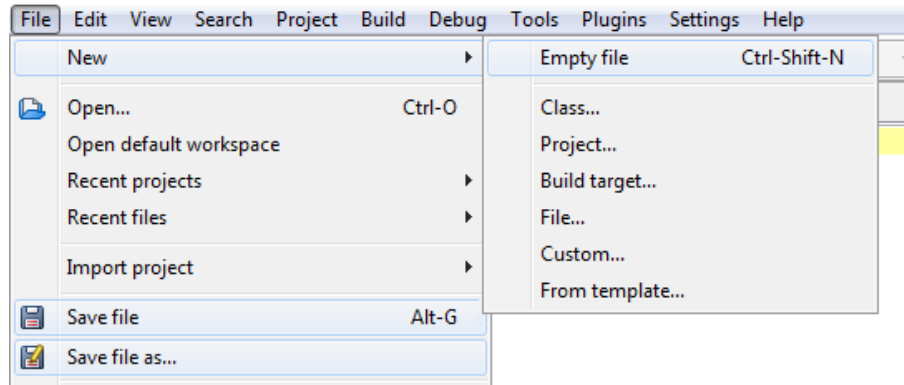 File Edit View Search Project Build Debug Tools Plugins Settings Help
New
Open... Ctrl-O
Open default workspace
Recent projects
Recent files
Import project
Save file Alt-G
Save file as...
Empty file Ctrl-Shift-N
Class...
Project...
Build target...
File...
Custom...
From template...